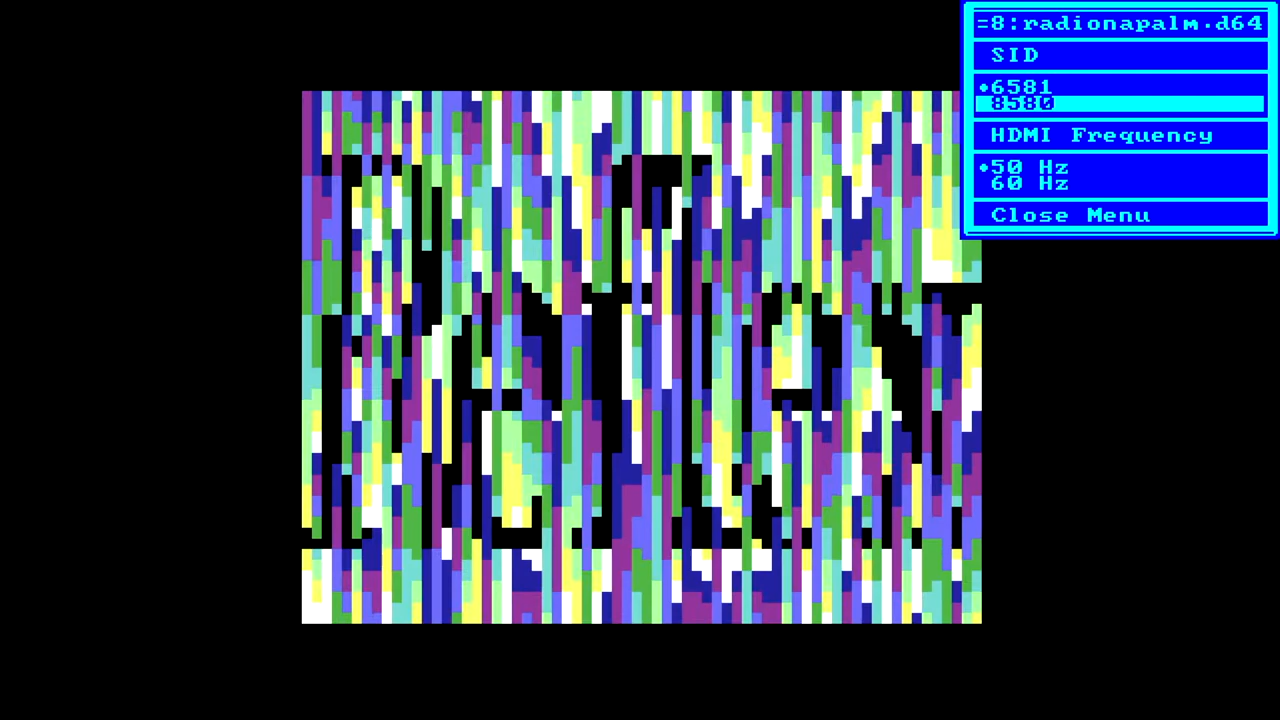 =8:radionapalm.d64
SID
•6581
8580
HDMI Frequency
•50 Hz
60 Hz
Close Menu